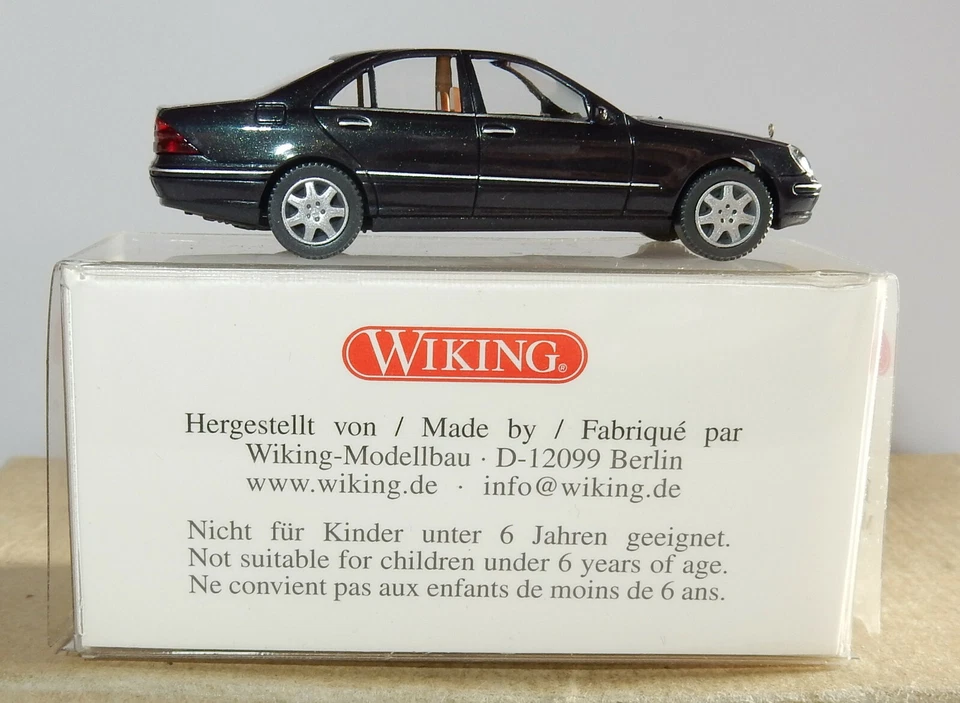 WIKING®
Hergestellt von / Made by / Fabriqué par
Wiking-Modellbau · D-12099 Berlin
www.wiking.de · info@wiking.de
Nicht für Kinder unter 6 Jahren geeignet.
Not suitable for children under 6 years of age.
Ne convient pas aux enfants de moins de 6 ans.